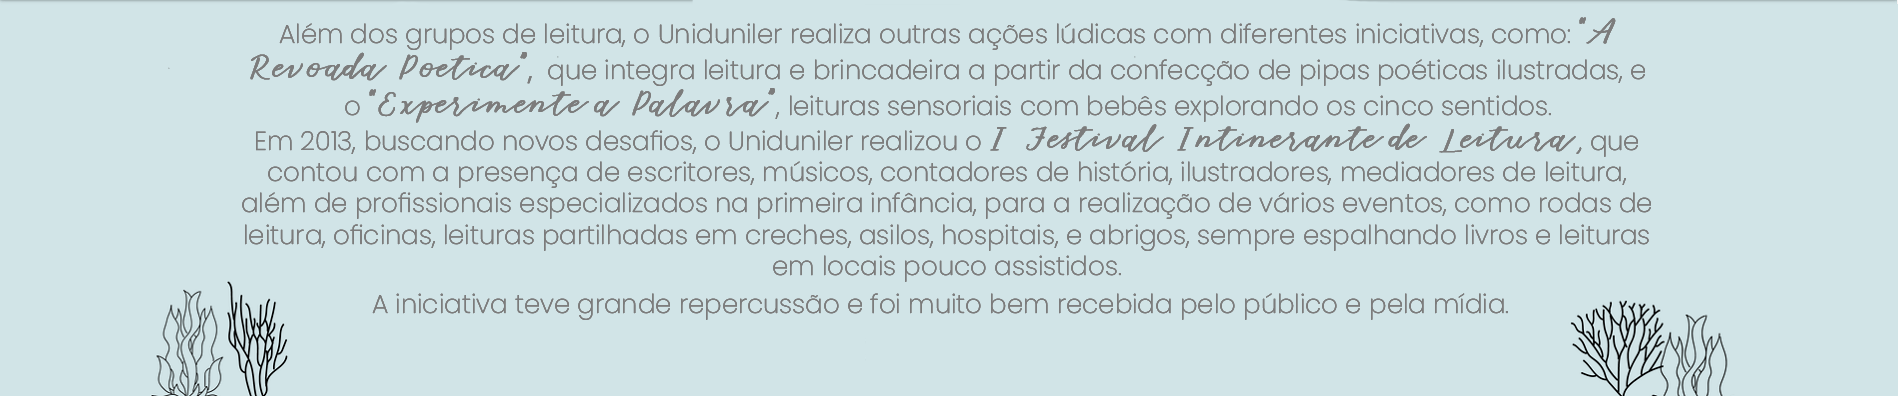 Além dos grupos de leitura, o Uniduniler realiza outras ações lúdicas com diferentes iniciativas, como: "A
Revoada Poetica", que integra leitura e brincadeira a partir da confecção de pipas poéticas ilustradas, e
o "Experimente a Palavra", leituras sensoriais com bebês explorando os cinco sentidos.
Em 2013, buscando novos desafios, o Uniduniler realizou o I Festival Intinerante de Leitura, que
contou com a presença de escritores, músicos, contadores de história, ilustradores, mediadores de leitura,
além de profissionais especializados na primeira infância, para a realização de vários eventos, como rodas de
leitura, oficinas, leituras partilhadas em creches, asilos, hospitais, e abrigos, sempre espalhando livros e leituras
em locais pouco assistidos.
A iniciativa teve grande repercussão e foi muito bem recebida pelo público e pela mídia.